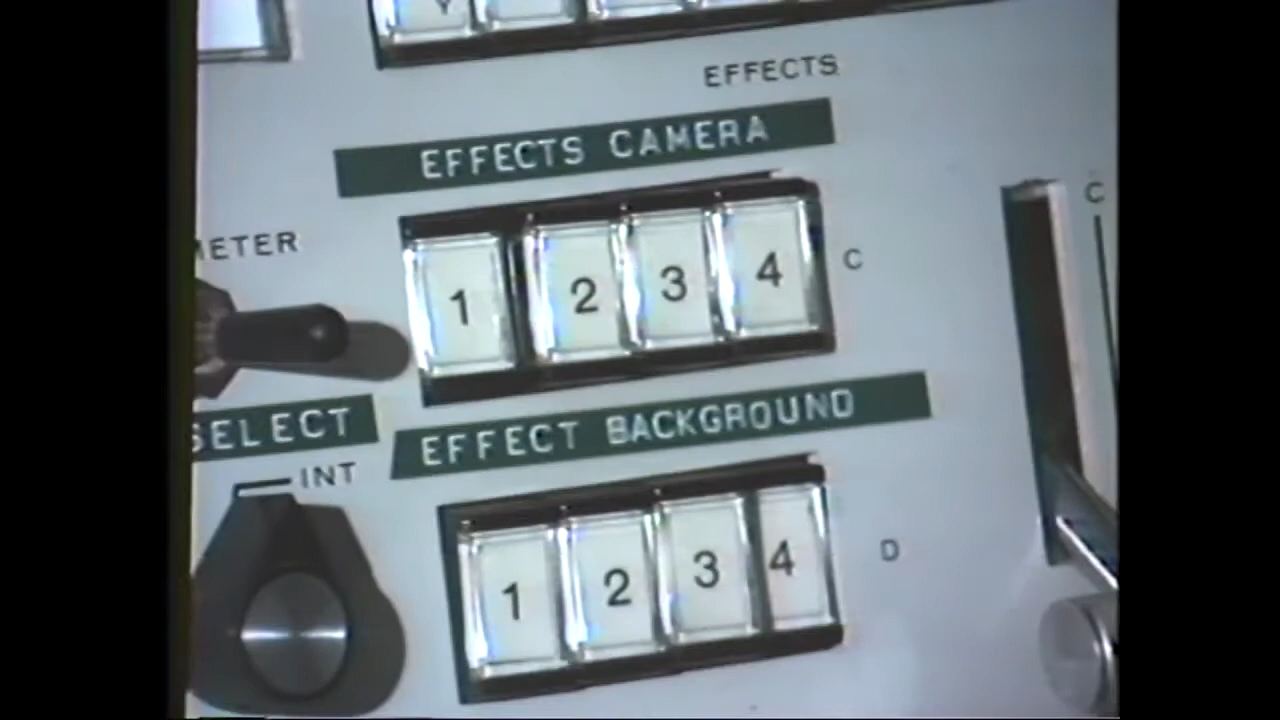 EFFECTS
EFFECTS CAMERA
METER
1 2 3 4 C
C
SELECT
EFFECT BACKGROUND
INT
1 2 3 4 D